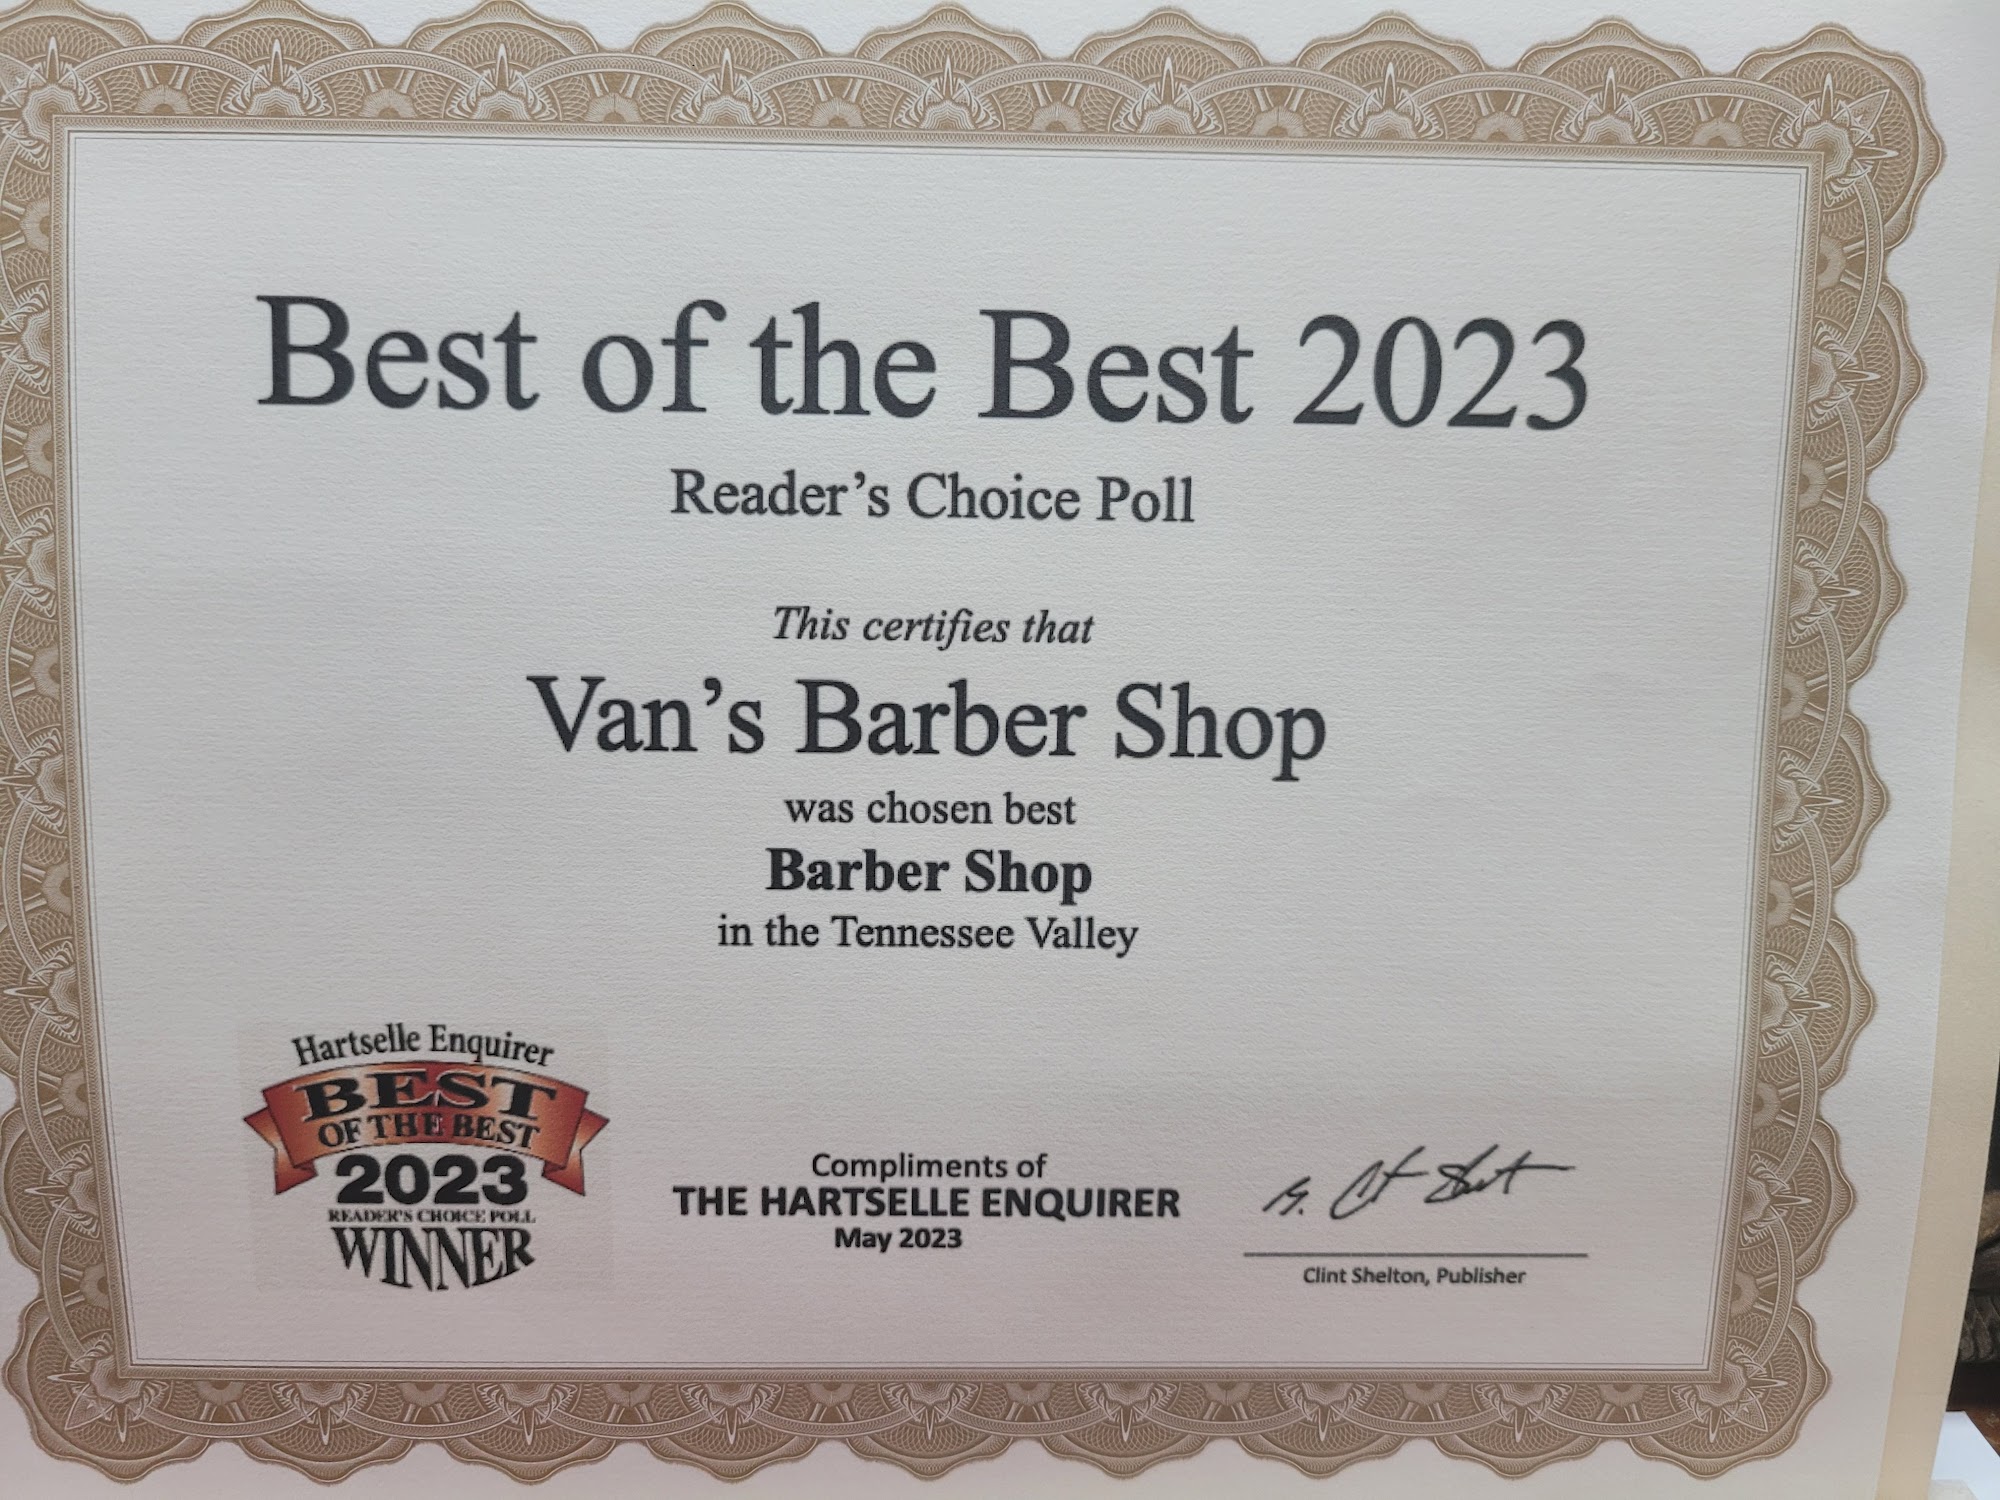 Best of the Best 2023
Reader's Choice Poll
This certifies that
Van's Barber Shop
was chosen best
Barber Shop
in the Tennessee Valley
Hartselle Enquirer
BEST
OF THE BEST
2023
READER'S CHOICE POLL
WINNER
Compliments of
THE HARTSELLE ENQUIRER
May 2023
Clint Shelton, Publisher